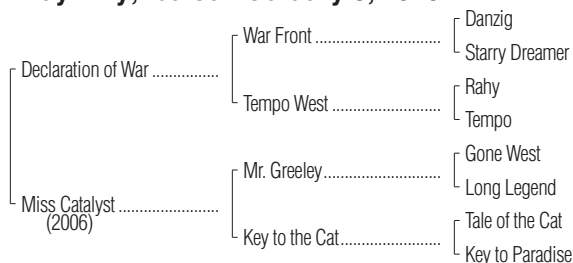 Danzig
War Front ..............................
Starry Dreamer
Declaration of War ................
Rahy
Tempo West ..........................
Tempo
Gone West
Mr. Greeley............................
Long Legend
Miss Catalyst ........................
(2006)
Tale of the Cat
Key to the Cat........................
Key to Paradise